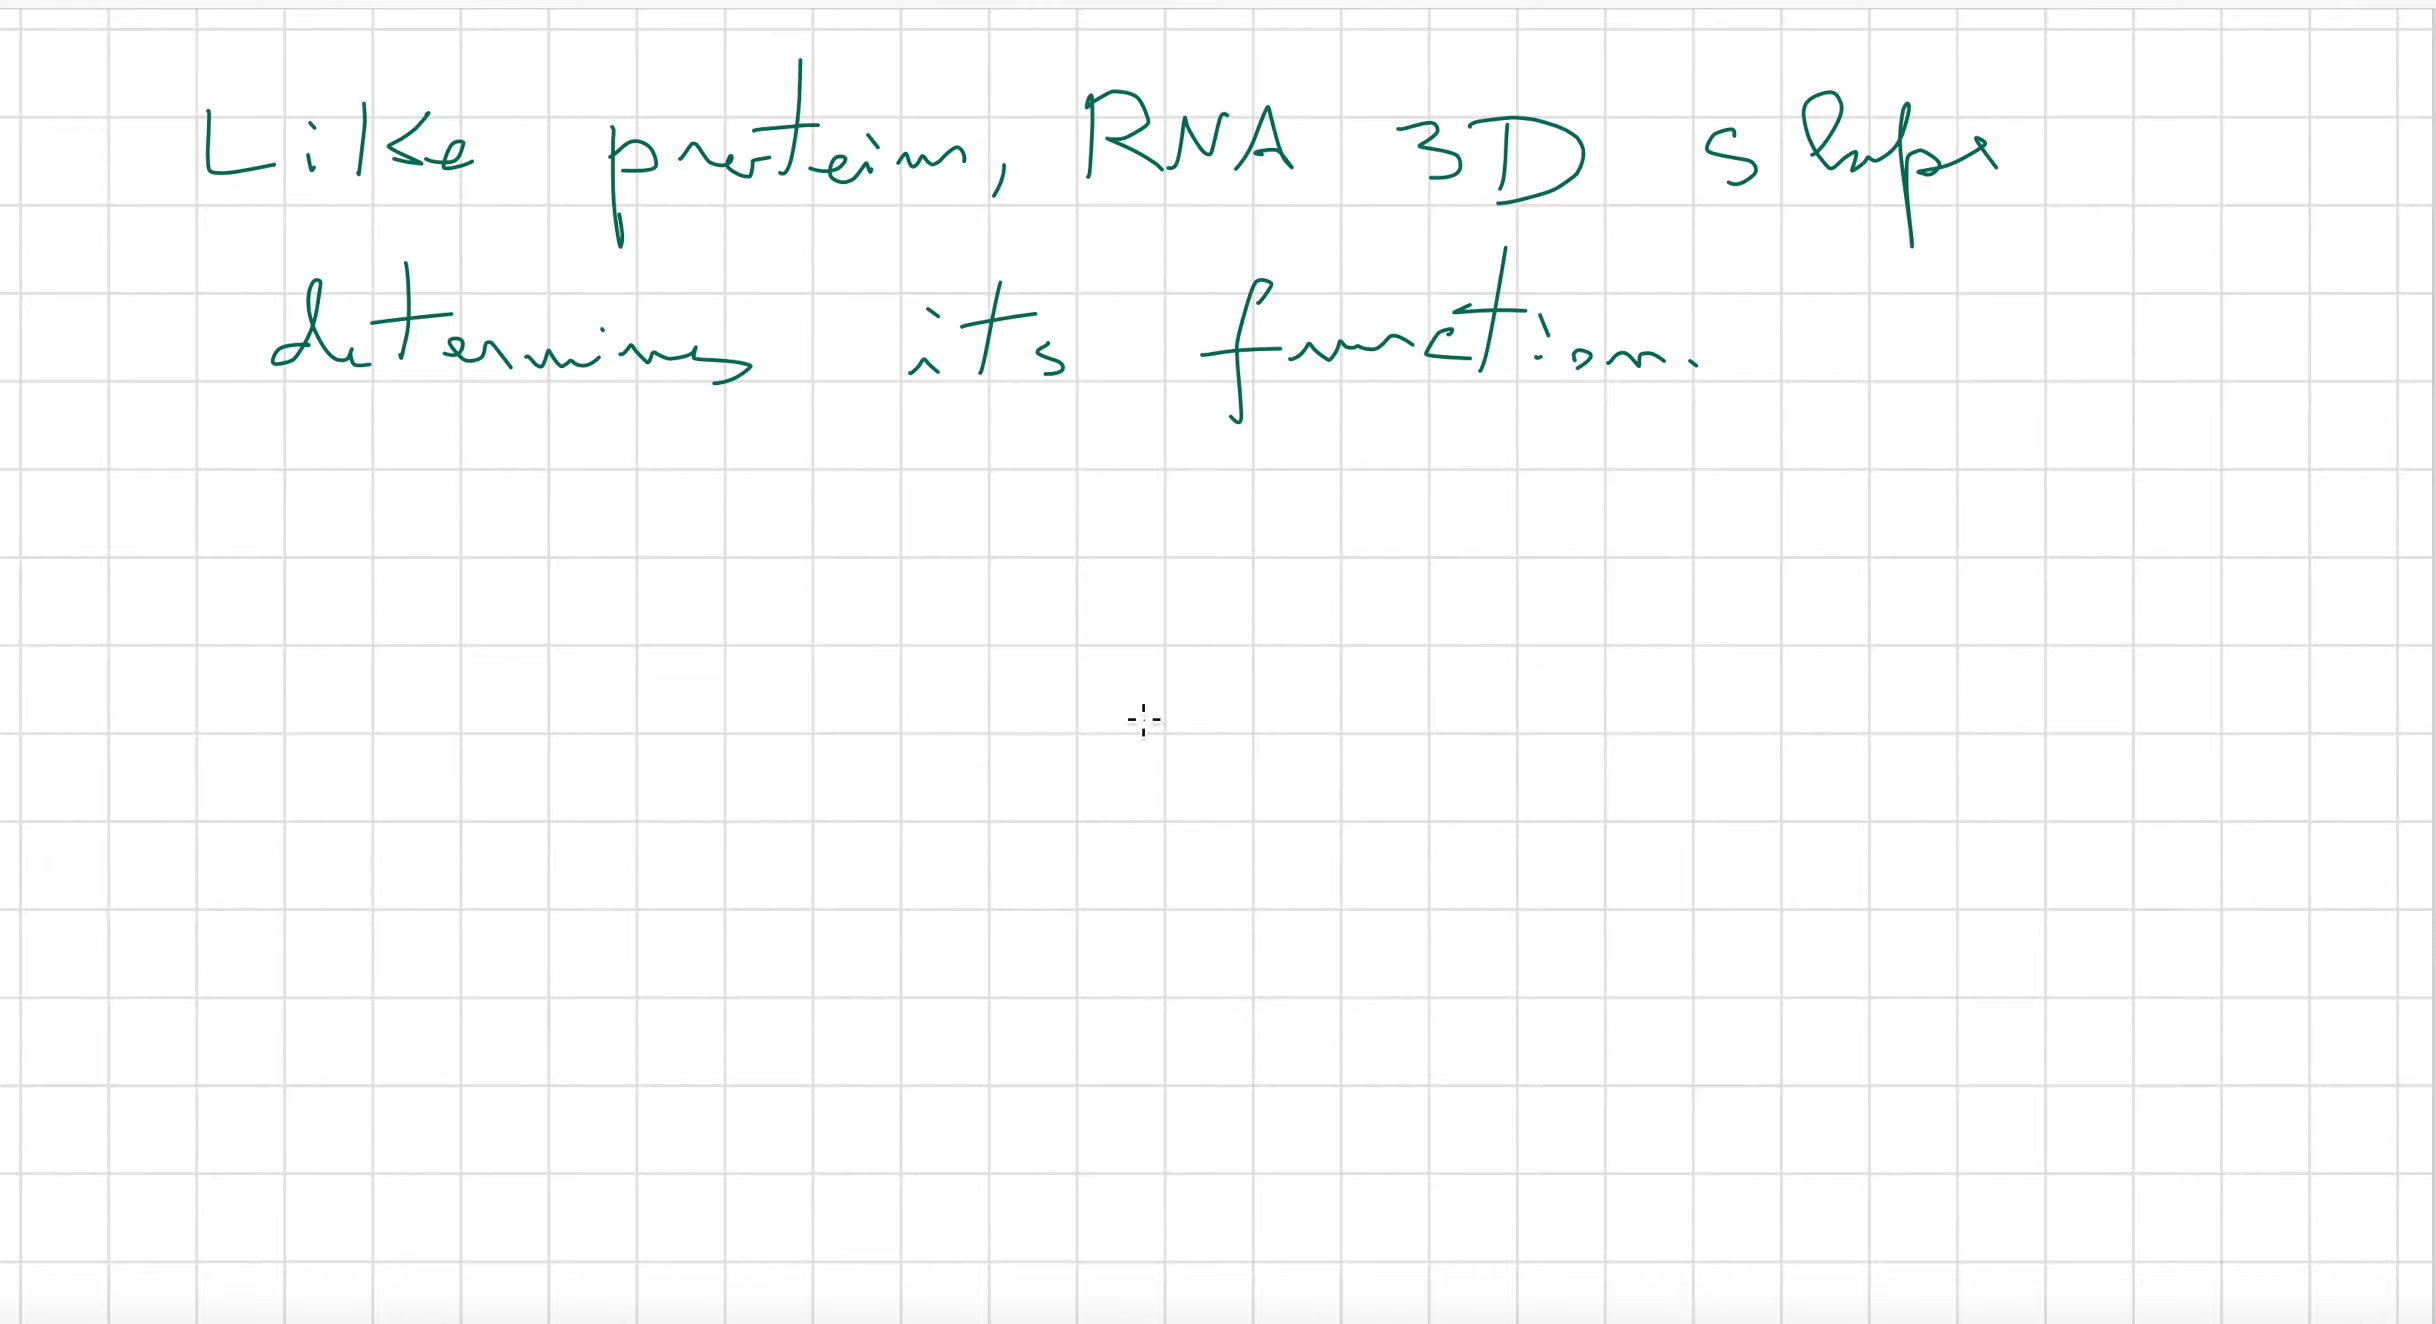 Like protein, RNA 3D shape
determines its function.